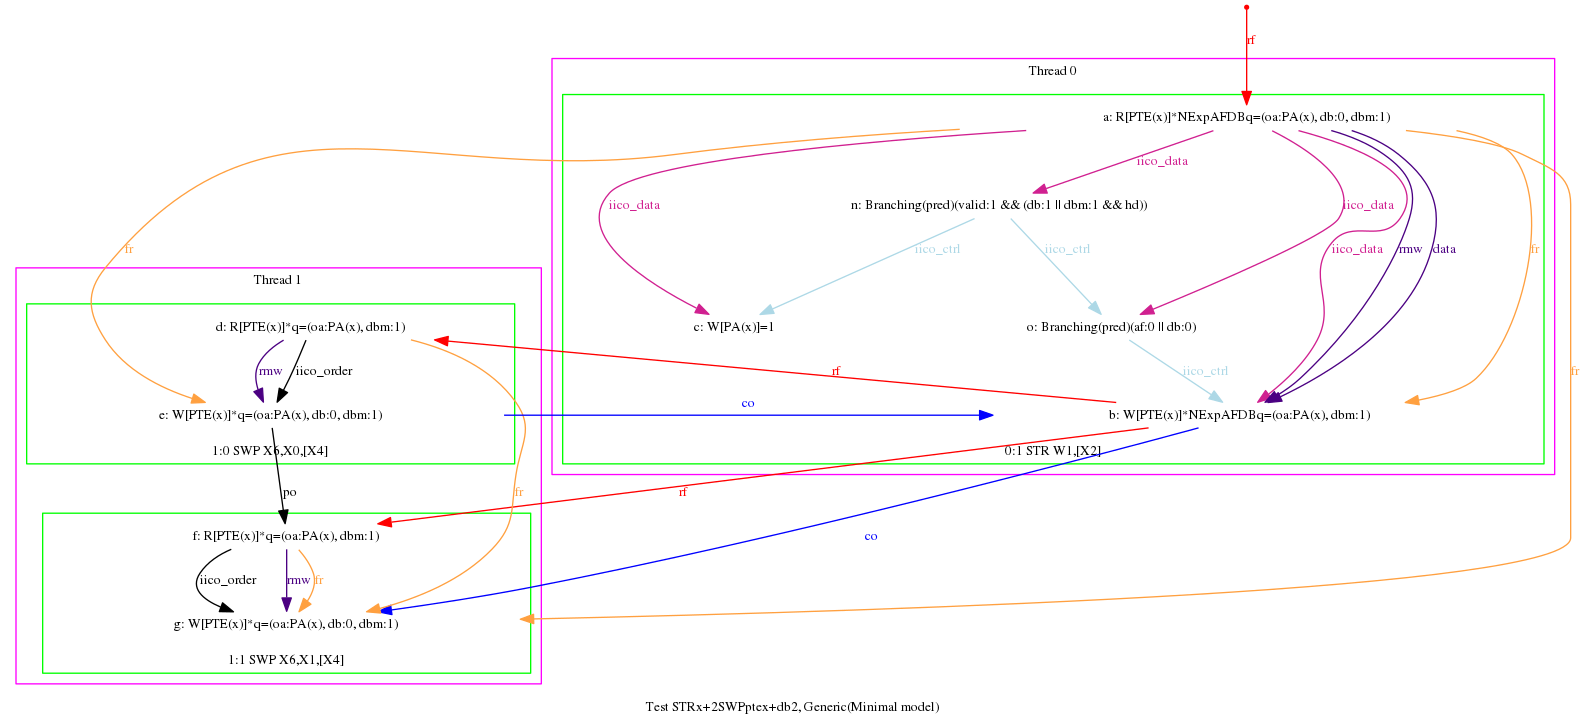 rf
Thread 0
a: R[PTE(x)]*NExpAFDBq=(oa:PA(x), db:0, dbm:1)
iico_data
iico_data
n: Branching(pred)(valid:1 && (db:1 || dbm:1 && hd))
iico_data
fr
iico_ctrl
iico_ctrl
iico_data
rmw
data
fr
Thread 1
d: R[PTE(x)]*q=(oa:PA(x), dbm:1)
c: W[PA(x)]=1
o: Branching(pred)(af:0 || db:0)
rmw
iico_order
rf
iico_ctrl
fr
co
e: W[PTE(x)]*q=(oa:PA(x), db:0, dbm:1)
b: W[PTE(x)]*NExpAFDBq=(oa:PA(x), dbm:1)
1:0 SWP X6,X0,[X4]
0:1 STR W1,[X2]
po
fr
rf
f: R[PTE(x)]*q=(oa:PA(x), dbm:1)
co
iico_order
rmw
fr
g: W[PTE(x)]*q=(oa:PA(x), db:0, dbm:1)
1:1 SWP X6,X1,[X4]
Test STRx+2SWPptex+db2, Generic(Minimal model)